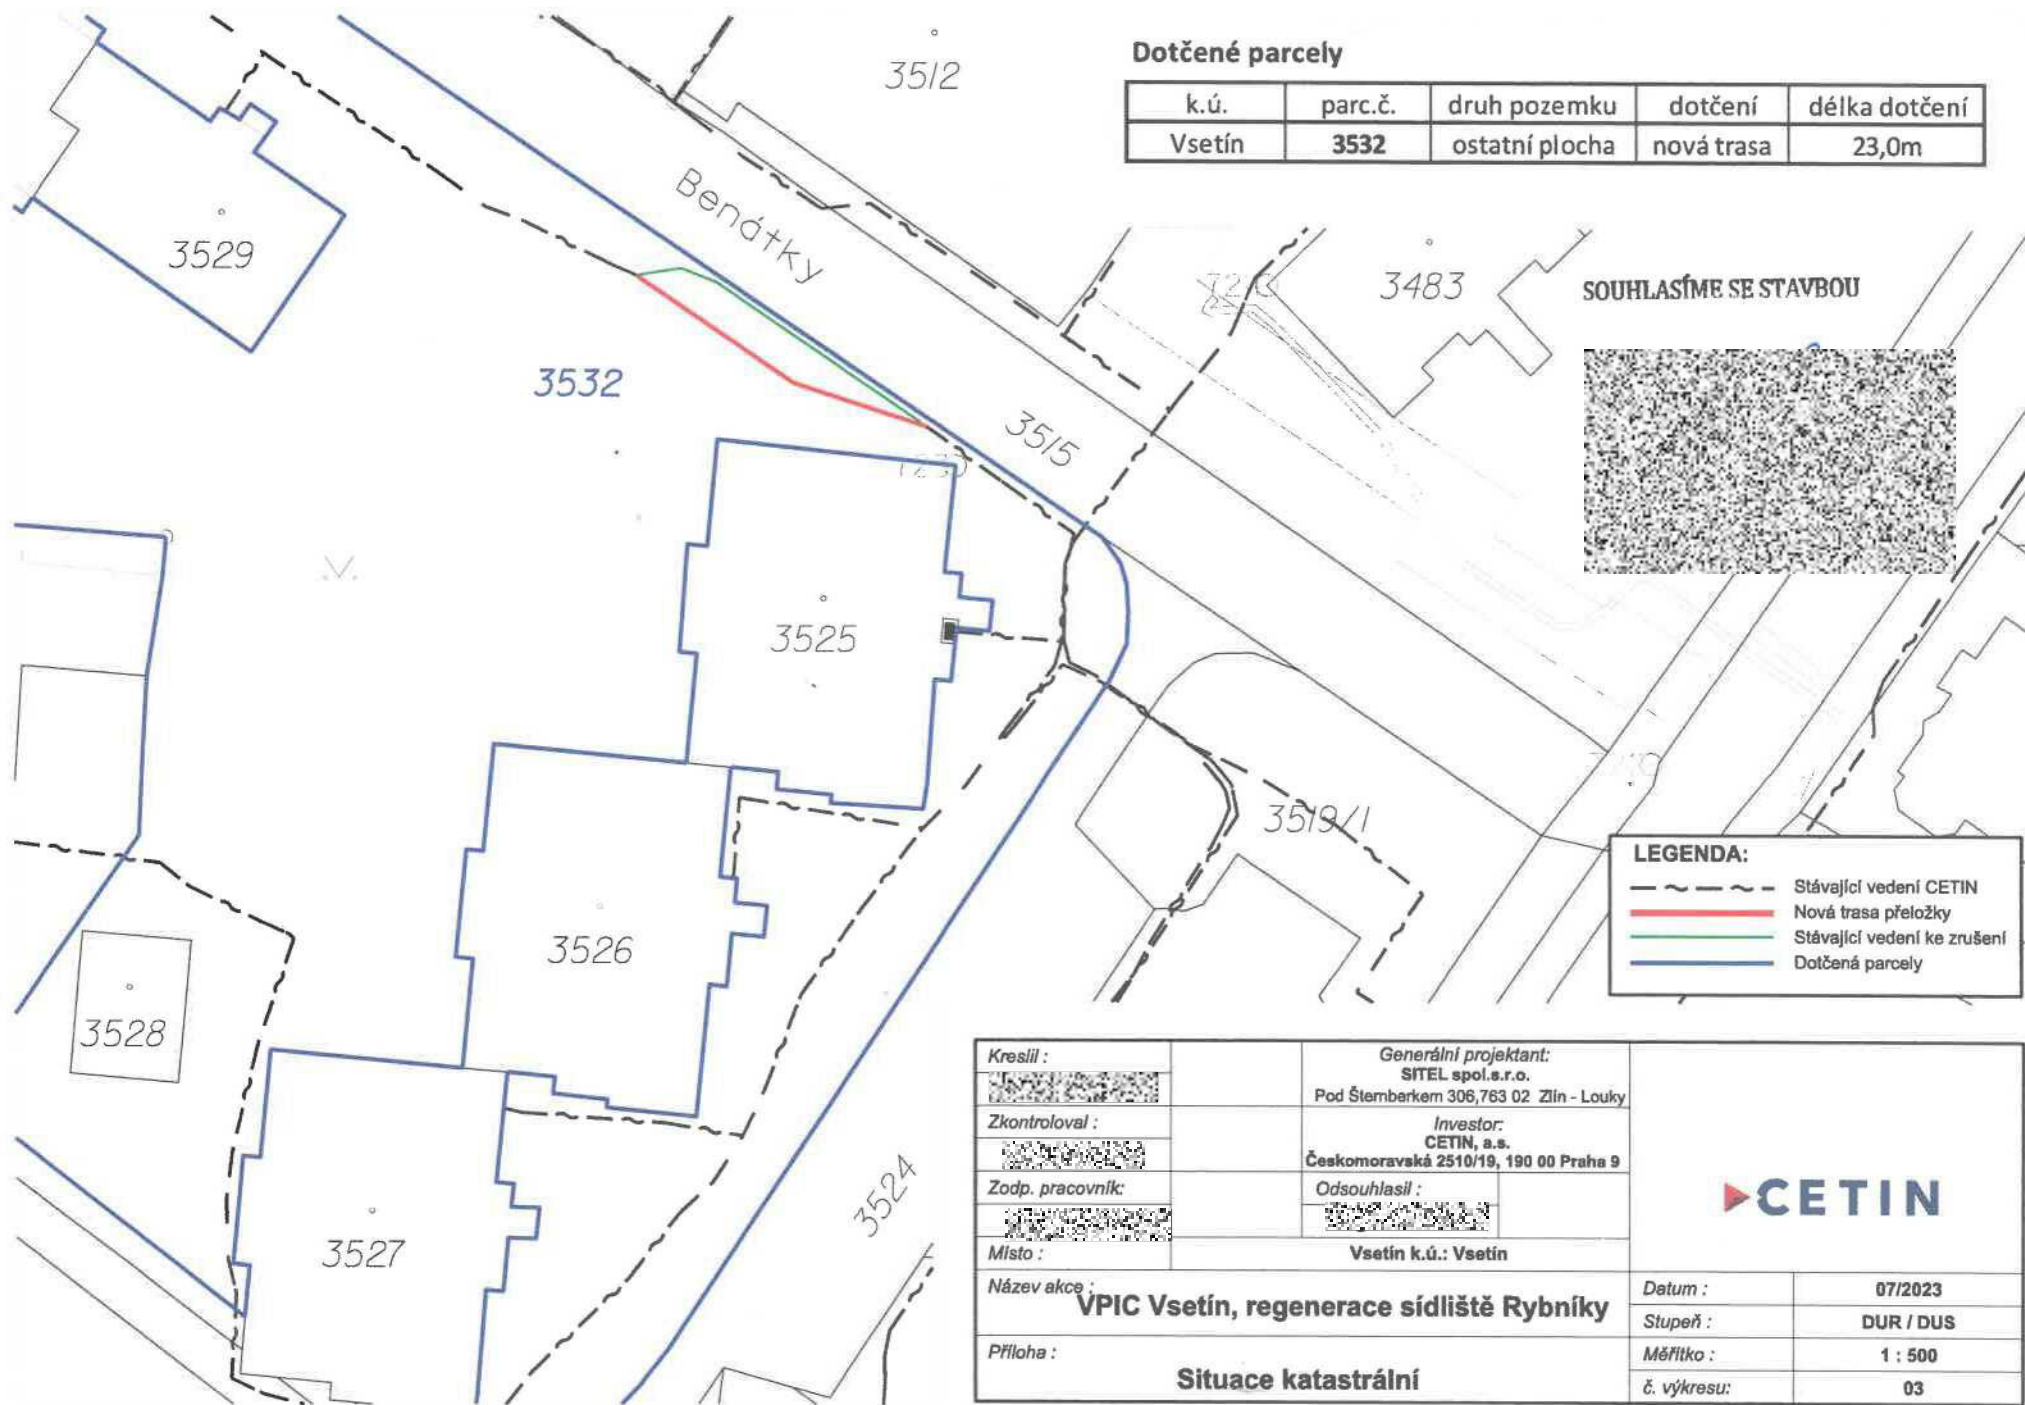 Dotčené parcely
k.ú. parc.č. druh pozemku dotčení délka dotčení
Vsetín 3532 ostatní plocha nová trasa 23,0m
3512
Benátky
3529
3483
SOUHLASÍME SE STAVBOU
3532
3515
3525
3519/1
3526
3528
3527
3524
LEGENDA:
Stávající vedení CETIN
Nová trasa přeložky
Stávající vedení ke zrušení
Dotčená parcely
Kreslil :
Generální projektant:
SITEL spol.s.r.o.
Pod Šternberkem 306,763 02 Zlín - Louky
Zkontroloval :
Investor:
CETIN, a.s.
Českomoravská 2510/19, 190 00 Praha 9
Zodp. pracovník:
Odsouhlasil :
CETIN
Místo :
Vsetín k.ú.: Vsetín
Název akce :
VPIC Vsetín, regenerace sídliště Rybníky
Datum : 07/2023
Stupeň : DUR / DUS
Příloha :
Situace katastrální
Měřítko : 1 : 500
č. výkresu: 03